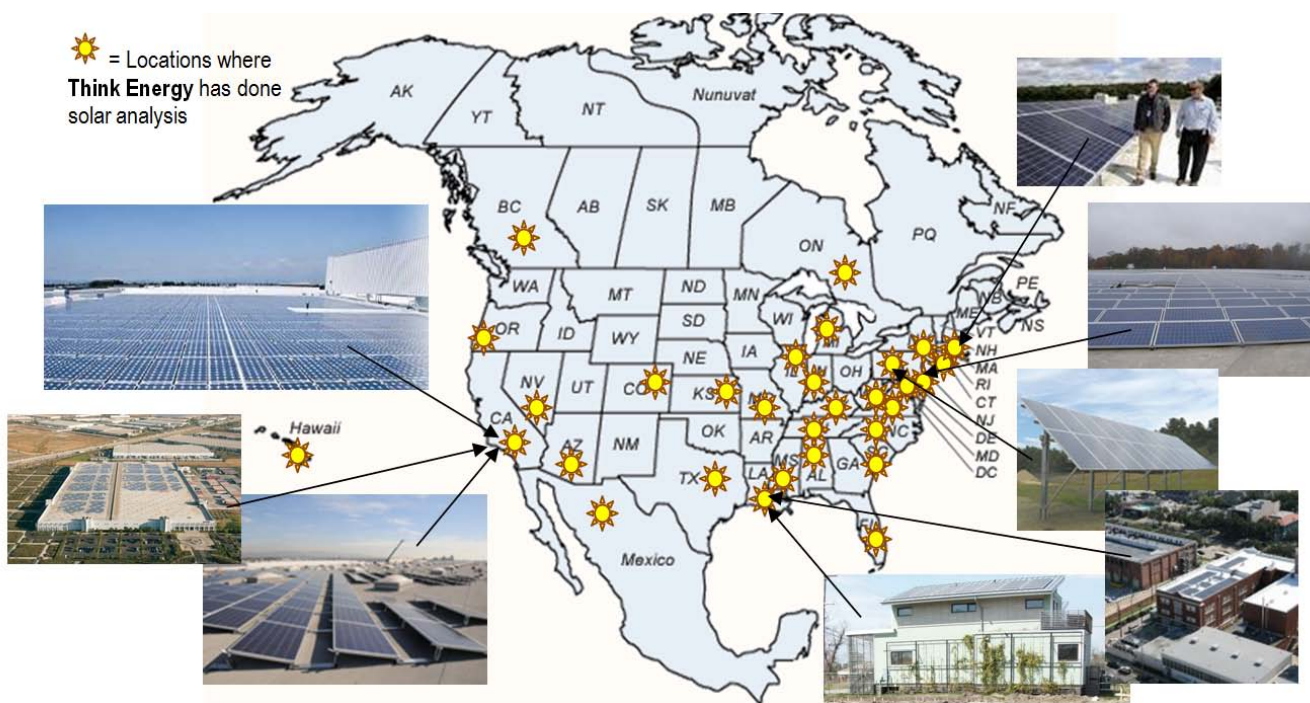 = Locations where
Think Energy has done
solar analysis
AK
YT
NT
Nunuvat
BC
AB
SK
MB
ON
PQ
NF
PE
NB
NS
ME
VT
NH
MA
RI
CT
NJ
DE
MD
DC
WA
MT
ND
MN
WI
MI
OR
ID
WY
SD
IA
NE
IL
OH
NV
UT
CO
KS
CA
AZ
NM
OK
AR
NC
TX
LA
MS
AL
GA
Hawaii
Mexico